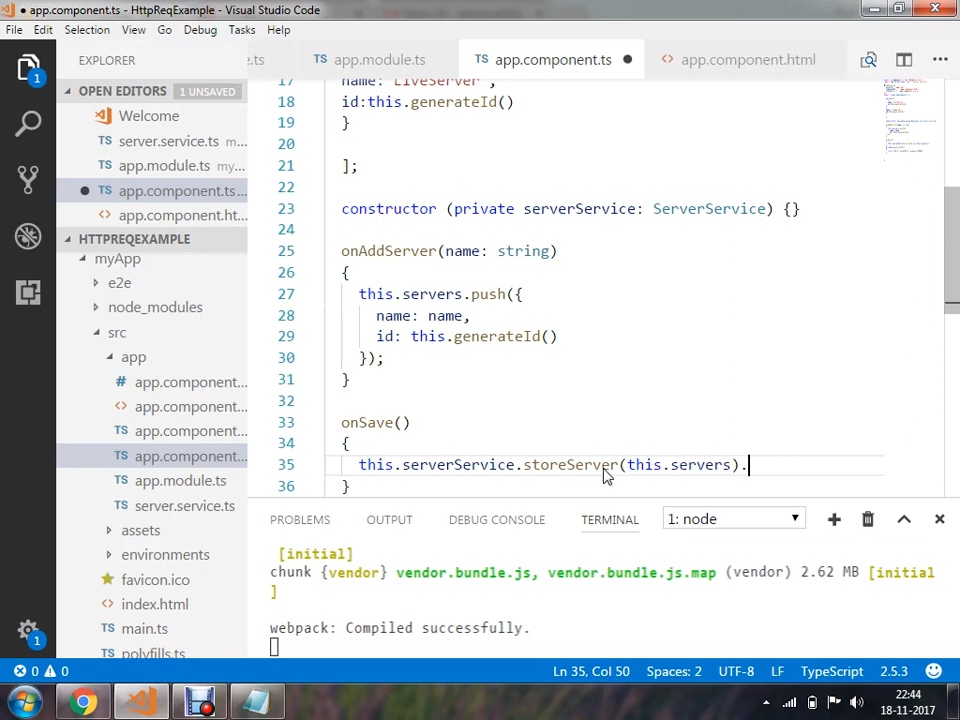 ● app.component.ts - HttpReqExample - Visual Studio Code
File Edit Selection View Go Debug Tasks Help
EXPLORER
.ts TS app.module.ts TS app.component.ts ● <> app.component.html
OPEN EDITORS 1 UNSAVED
Welcome
TS server.service.ts m...
TS app.module.ts my...
● TS app.component.ts...
<> app.component.ht...
HTTPREQEXAMPLE
myApp
e2e
node_modules
src
app
# app.component...
<> app.component...
TS app.component...
TS app.component...
TS app.module.ts
TS server.service.ts
assets
environments
favicon.ico
<> index.html
TS main.ts
TS polyfills.ts
1
1
17 name: "LiveServer",
18 id:this.generateId()
19 }
20
21 ];
22
23 constructor (private serverService: ServerService) {}
24
25 onAddServer(name: string)
26 {
27 this.servers.push({
28 name: name,
29 id: this.generateId()
30 });
31 }
32
33 onSave()
34 {
35 this.serverService.storeServer(this.servers).
36 }
PROBLEMS OUTPUT DEBUG CONSOLE TERMINAL 1: node
[initial]
chunk {vendor} vendor.bundle.js, vendor.bundle.js.map (vendor) 2.62 MB [initial
]
webpack: Compiled successfully.
0 0 Ln 35, Col 50 Spaces: 2 UTF-8 LF TypeScript 2.5.3
22:44
18-11-2017